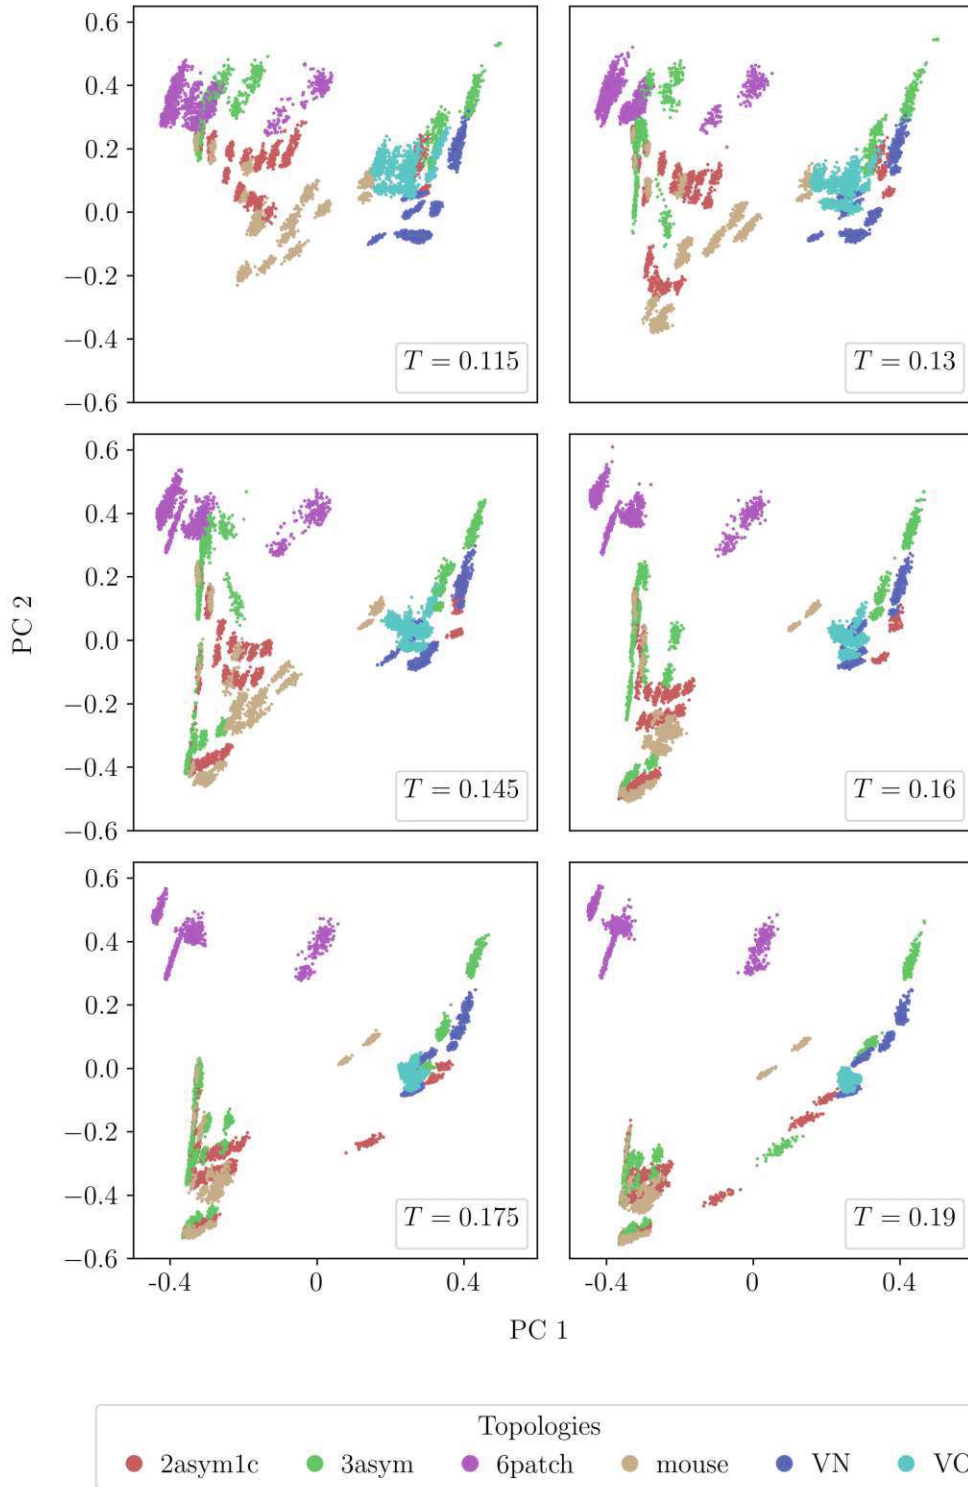 0.6
0.4
0.2
0.0
−0.2
−0.4
−0.6
T = 0.115
T = 0.13
0.6
0.4
0.2
0.0
−0.2
−0.4
−0.6
T = 0.145
T = 0.16
PC 2
0.6
0.4
0.2
0.0
−0.2
−0.4
−0.6
T = 0.175
T = 0.19
-0.4 0 0.4 -0.4 0 0.4
PC 1
Topologies
2asym1c 3asym 6patch mouse VN VO